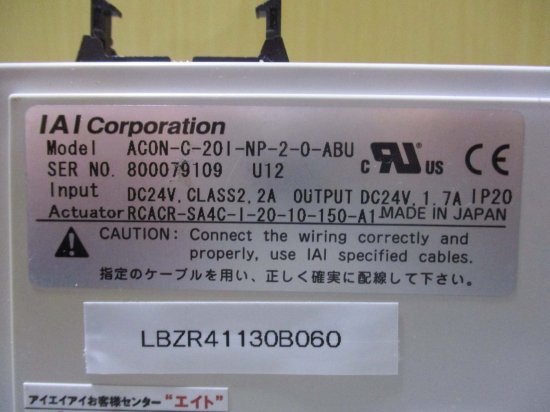 IAI Corporation
Model ACON-C-20I-NP-2-0-ABU
SER NO. 800079109 U12
Input DC24V, CLASS2, 2A OUTPUT DC24V, 1.7A IP20
Actuator RCACR-SA4C-I-20-10-150-A1 MADE IN JAPAN
c RU US CE
CAUTION: Connect the wiring correctly and
properly, use IAI specified cables.
指定のケーブルを用い、正しく確実に配線して下さい。
LBZR41130B060
アイエイアイお客様センター "エイト"